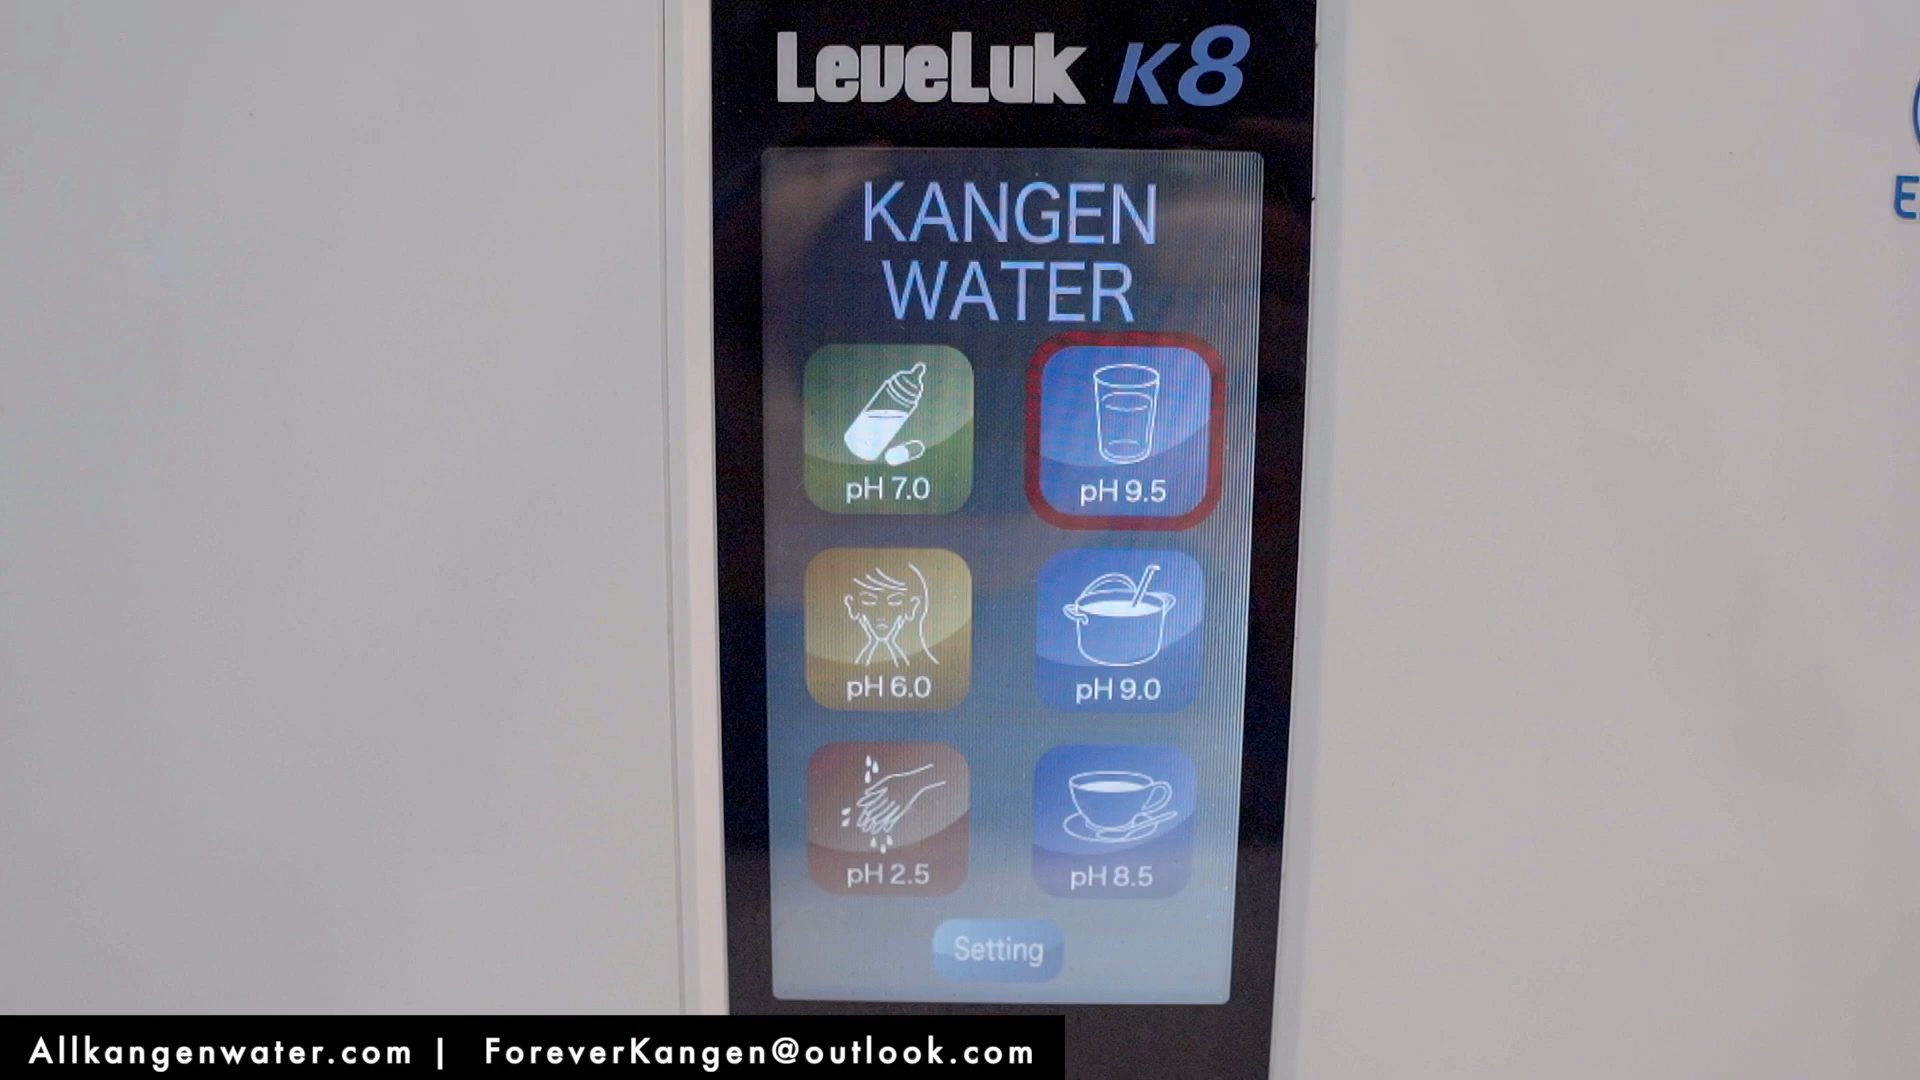 LeveLuk K8
KANGEN
WATER
pH 7.0
pH 9.5
pH 6.0
pH 9.0
pH 2.5
pH 8.5
Setting
Allkangenwater.com | ForeverKangen@outlook.com